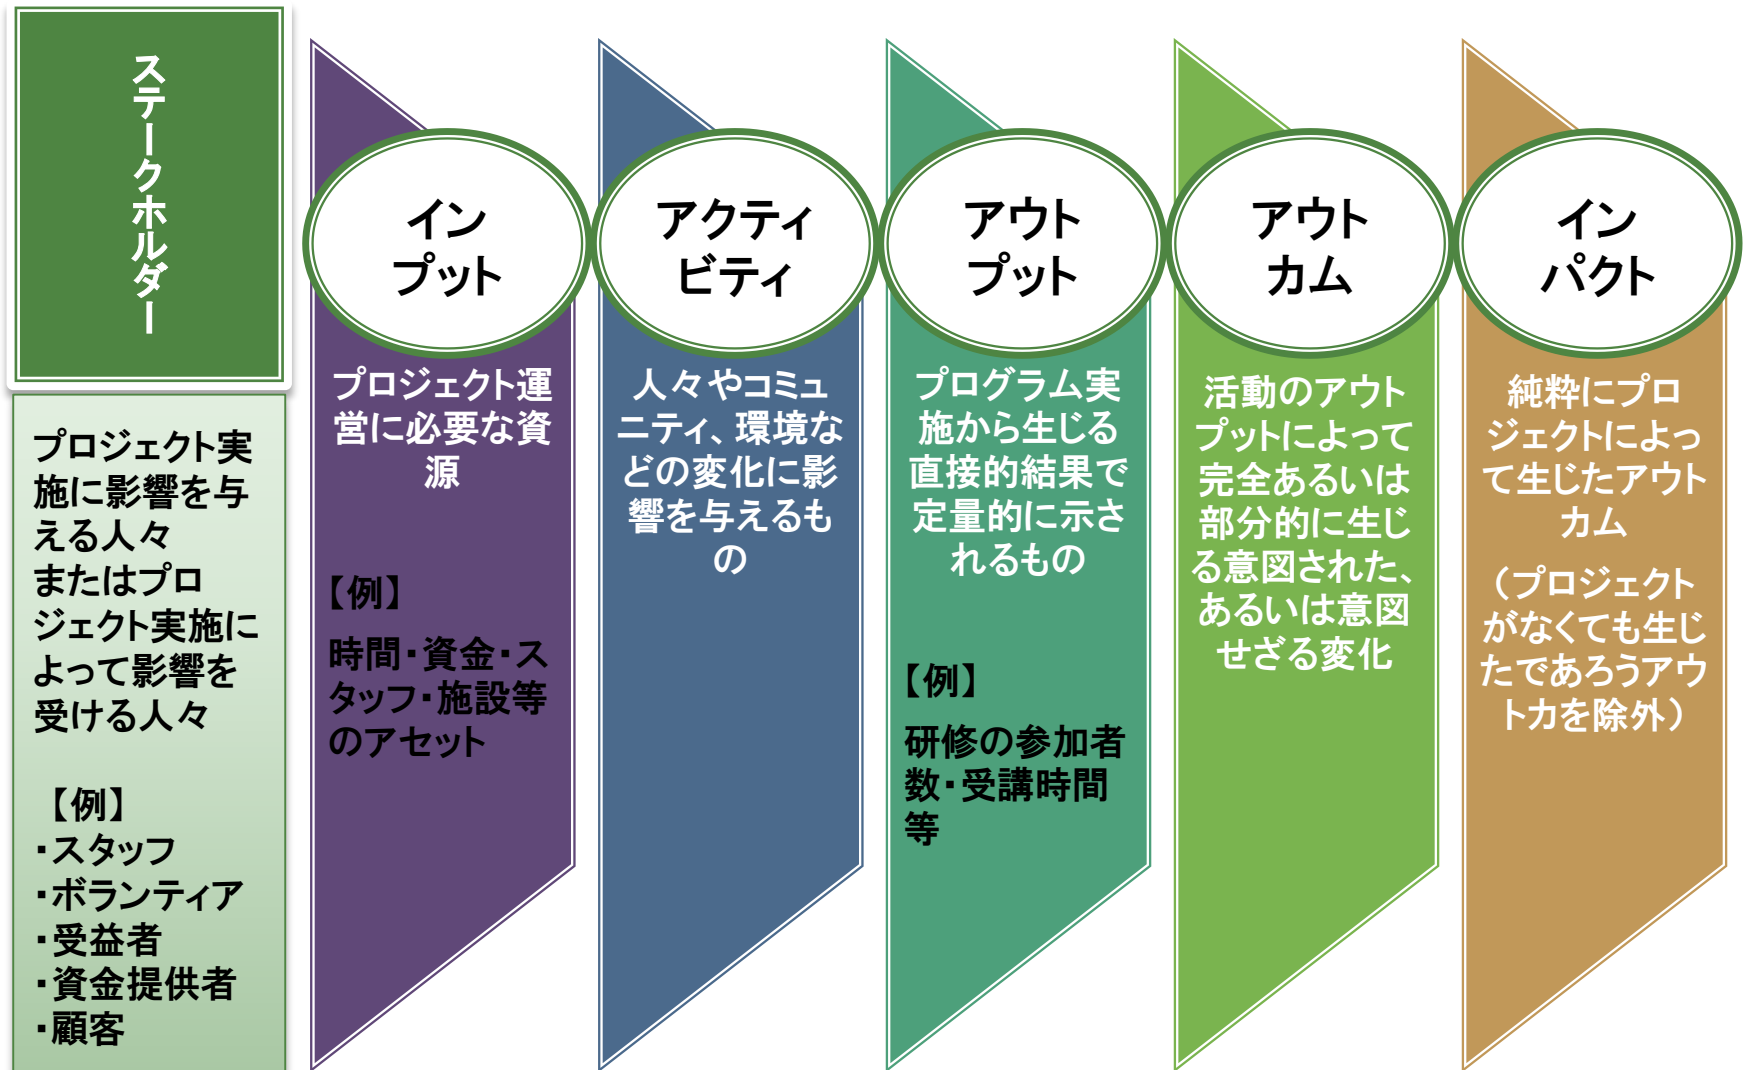 ステークホルダー
プロジェクト実
施に影響を与
える人々
またはプロ
ジェクト実施に
よって影響を
受ける人々
【例】
・スタッフ
・ボランティア
・受益者
・資金提供者
・顧客
イン
プット
プロジェクト運
営に必要な資
源
【例】
時間・資金・ス
タッフ・施設等
のアセット
アクティ
ビティ
人々やコミュ
ニティ、環境な
どの変化に影
響を与えるも
の
アウト
プット
プログラム実
施から生じる
直接的結果で
定量的に示さ
れるもの
【例】
研修の参加者
数・受講時間
等
アウト
カム
活動のアウト
プットによって
完全あるいは
部分的に生じ
る意図された、
あるいは意図
せざる変化
イン
パクト
純粋にプロ
ジェクトによっ
て生じたアウト
カム
（プロジェクト
がなくても生じ
たであろうアウ
トカを除外）